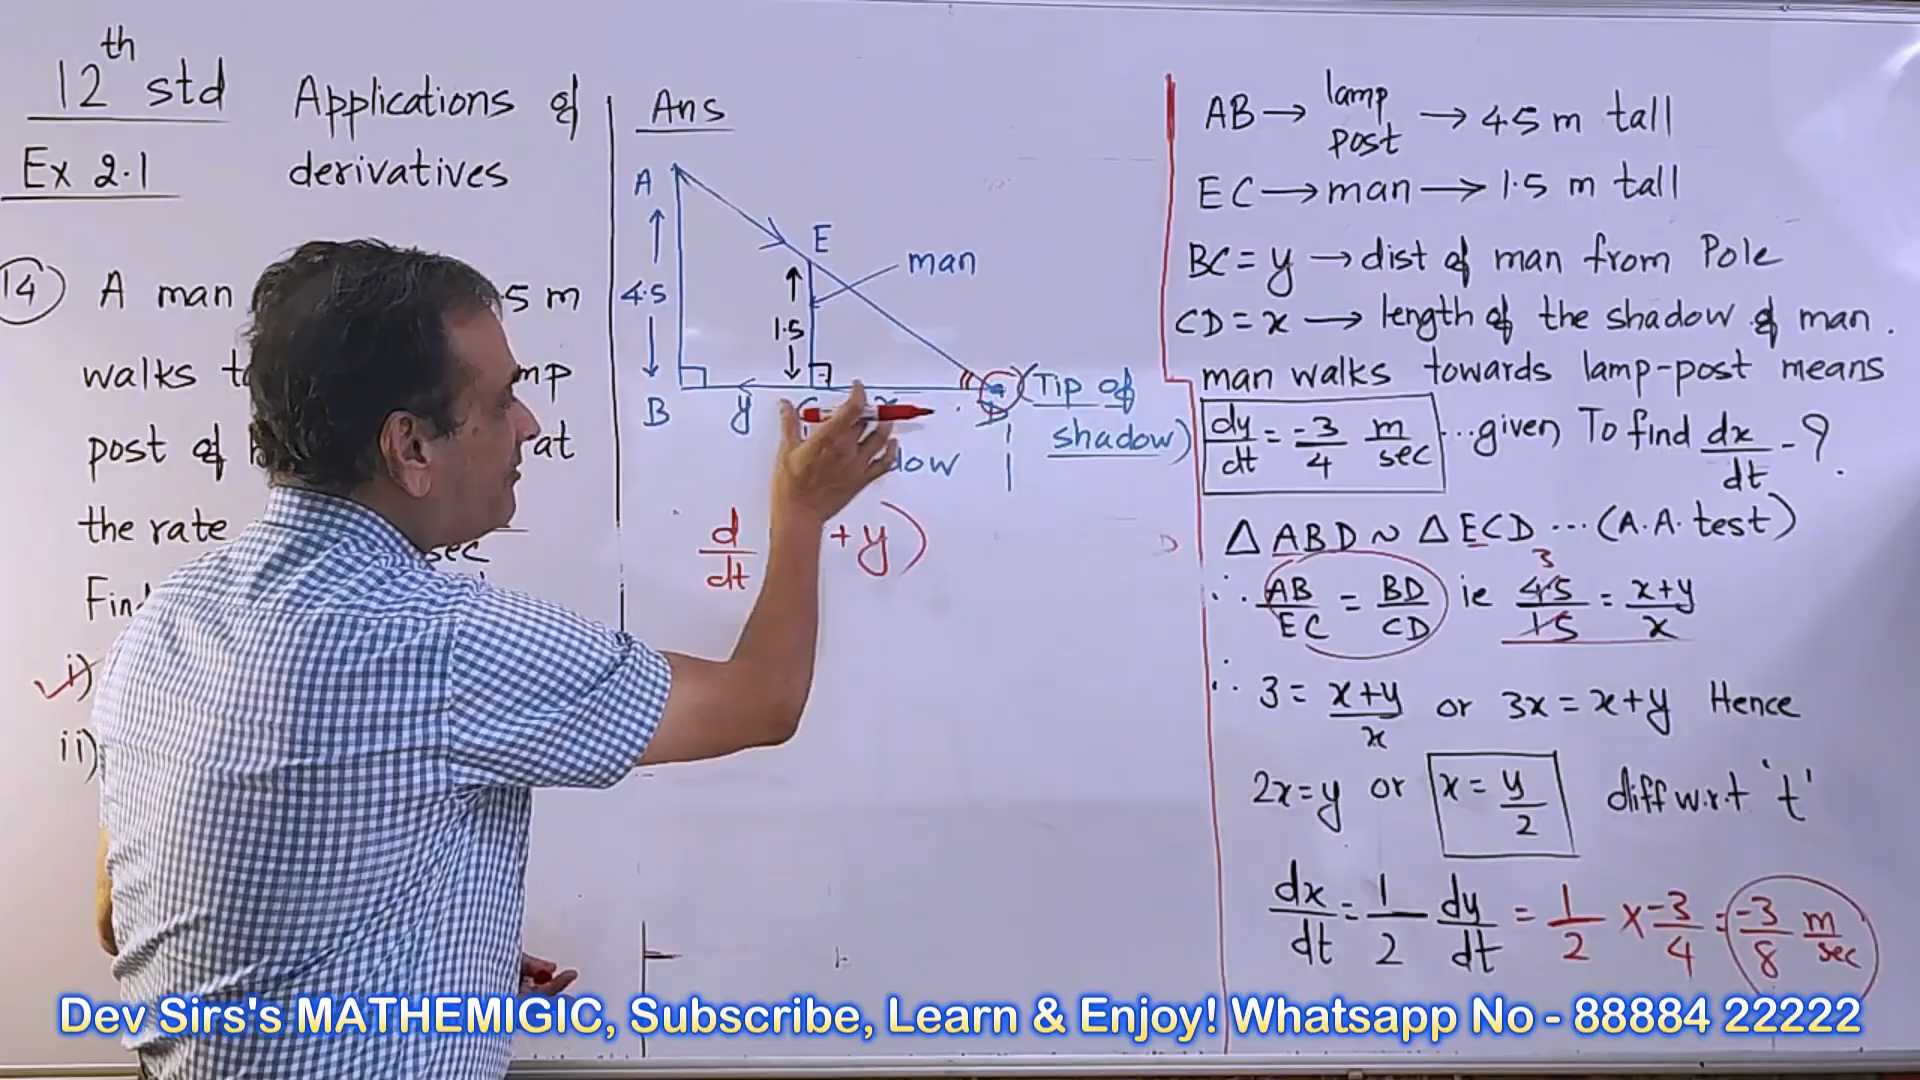 12th std
Ex 2.1
Applications of
derivatives
14 A man 5 m
walks mp
post of at
the rate sec
i)
ii)
Ans
A
E
man
4.5
1.5
B y D
(Tip of
shadow)
d/dt + y)
AB → lamp post → 4.5 m tall
EC → man → 1.5 m tall
BC = y → dist of man from Pole
CD = x → length of the shadow of man.
man walks towards lamp-post means
dy/dt = -3/4 m/sec ...given To find dx/dt - ?
△ ABD ~ △ ECD ... (A.A. test)
∴ AB/EC = BD/CD ie 4.5/1.5 = x+y/x
3
∴ 3 = x+y/x or 3x = x+y Hence
2x = y or x = y/2 diff w.r.t 't'
dx/dt = 1/2 dy/dt = 1/2 × -3/4 = -3/8 m/sec
Dev Sirs's MATHEMIGIC, Subscribe, Learn & Enjoy! Whatsapp No - 88884 22222